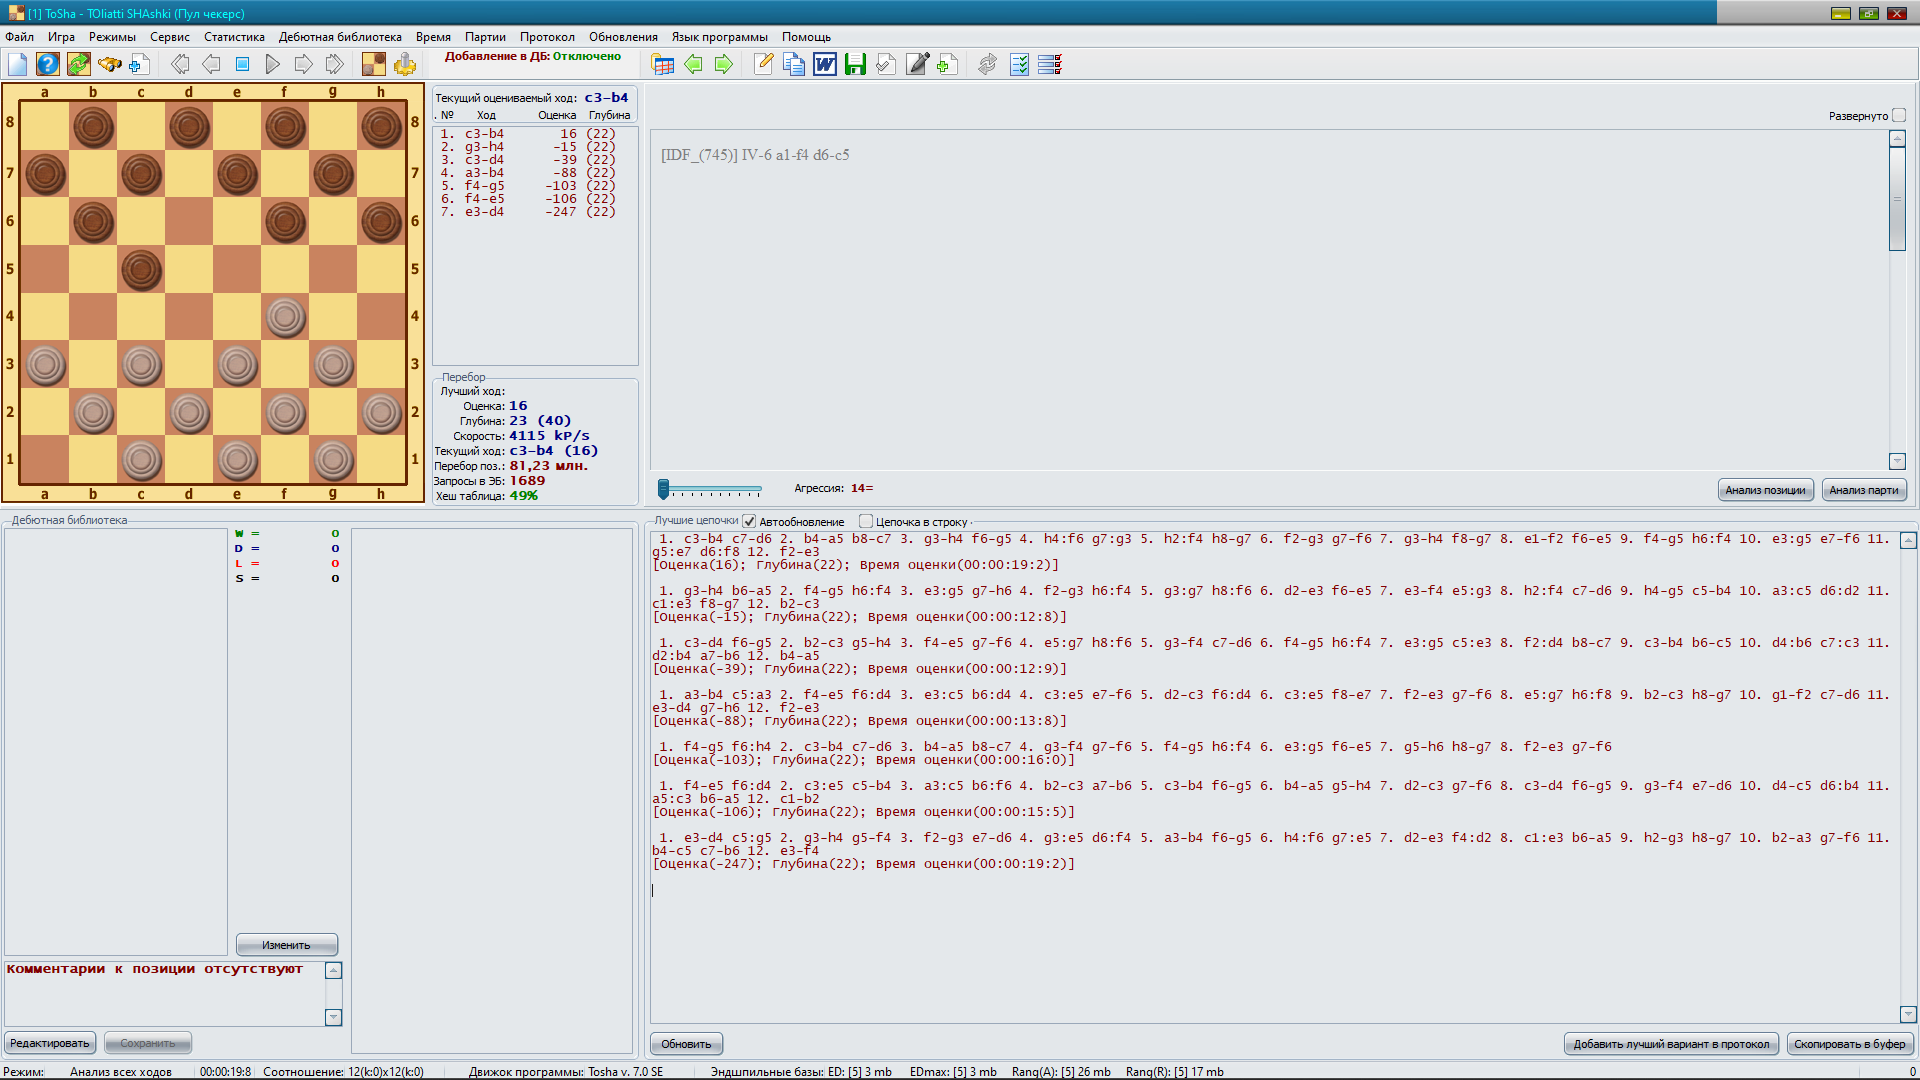 [1] ToSha - TOliatti SHAshki (Пул чекерс)
Файл Игра Режимы Сервис Статистика Дебютная библиотека Время Партии Протокол Обновления Язык программы Помощь
Добавление в ДБ: Отключено
a b c d e f g h
8 8
7 7
6 6
5 5
4 4
3 3
2 2
1 1
a b c d e f g h
Текущий оцениваемый ход: c3-b4
. № Ход Оценка Глубина
1. c3-b4 16 (22)
2. g3-h4 -15 (22)
3. c3-d4 -39 (22)
4. a3-b4 -88 (22)
5. f4-g5 -103 (22)
6. f4-e5 -106 (22)
7. e3-d4 -247 (22)
Перебор
Лучший ход:
Оценка: 16
Глубина: 23 (40)
Скорость: 4115 kP/s
Текущий ход: c3-b4 (16)
Перебор поз.: 81,23 млн.
Запросы в ЭБ: 1689
Хеш таблица: 49%
Развернуто
[IDF_(745)] IV-6 a1-f4 d6-c5
Агрессия: 14=
Анализ позиции Анализ парти
Дебютная библиотека
W = 0
D = 0
L = 0
S = 0
Изменить
Комментарии к позиции отсутствуют
Редактировать Сохранить
Лучшие цепочки Автообновление Цепочка в строку
1. c3-b4 c7-d6 2. b4-a5 b8-c7 3. g3-h4 f6-g5 4. h4:f6 g7:g3 5. h2:f4 h8-g7 6. f2-g3 g7-f6 7. g3-h4 f8-g7 8. e1-f2 f6-e5 9. f4-g5 h6:f4 10. e3:g5 e7-f6 11.
g5:e7 d6:f8 12. f2-e3
[Оценка(16); Глубина(22); Время оценки(00:00:19:2)]
1. g3-h4 b6-a5 2. f4-g5 h6:f4 3. e3:g5 g7-h6 4. f2-g3 h6:f4 5. g3:g7 h8:f6 6. d2-e3 f6-e5 7. e3-f4 e5:g3 8. h2:f4 c7-d6 9. h4-g5 c5-b4 10. a3:c5 d6:d2 11.
c1:e3 f8-g7 12. b2-c3
[Оценка(-15); Глубина(22); Время оценки(00:00:12:8)]
1. c3-d4 f6-g5 2. b2-c3 g5-h4 3. f4-e5 g7-f6 4. e5:g7 h8:f6 5. g3-f4 c7-d6 6. f4-g5 h6:f4 7. e3:g5 c5:e3 8. f2:d4 b8-c7 9. c3-b4 b6-c5 10. d4:b6 c7:c3 11.
d2:b4 a7-b6 12. b4-a5
[Оценка(-39); Глубина(22); Время оценки(00:00:12:9)]
1. a3-b4 c5:a3 2. f4-e5 f6:d4 3. e3:c5 b6:d4 4. c3:e5 e7-f6 5. d2-c3 f6:d4 6. c3:e5 f8-e7 7. f2-e3 g7-f6 8. e5:g7 h6:f8 9. b2-c3 h8-g7 10. g1-f2 c7-d6 11.
e3-d4 g7-h6 12. f2-e3
[Оценка(-88); Глубина(22); Время оценки(00:00:13:8)]
1. f4-g5 f6:h4 2. c3-b4 c7-d6 3. b4-a5 b8-c7 4. g3-f4 g7-f6 5. f4-g5 h6:f4 6. e3:g5 f6-e5 7. g5-h6 h8-g7 8. f2-e3 g7-f6
[Оценка(-103); Глубина(22); Время оценки(00:00:16:0)]
1. f4-e5 f6:d4 2. c3:e5 c5-b4 3. a3:c5 b6:f6 4. b2-c3 a7-b6 5. c3-b4 f6-g5 6. b4-a5 g5-h4 7. d2-c3 g7-f6 8. c3-d4 f6-g5 9. g3-f4 e7-d6 10. d4-c5 d6:b4 11.
a5:c3 b6-a5 12. c1-b2
[Оценка(-106); Глубина(22); Время оценки(00:00:15:5)]
1. e3-d4 c5:g5 2. g3-h4 g5-f4 3. f2-g3 e7-d6 4. g3:e5 d6:f4 5. a3-b4 f6-g5 6. h4:f6 g7:e5 7. d2-e3 f4:d2 8. c1:e3 b6-a5 9. h2-g3 h8-g7 10. b2-a3 g7-f6 11.
b4-c5 c7-b6 12. e3-f4
[Оценка(-247); Глубина(22); Время оценки(00:00:19:2)]
Обновить Добавить лучший вариант в протокол Скопировать в буфер
Режим: Анализ всех ходов 00:00:19:8 Соотношение: 12(k:0)x12(k:0) Движок программы: Tosha v. 7.0 SE Эндшпильные базы: ED: [5] 3 mb EDmax: [5] 3 mb Rang(A): [5] 26 mb Rang(R): [5] 17 mb 0